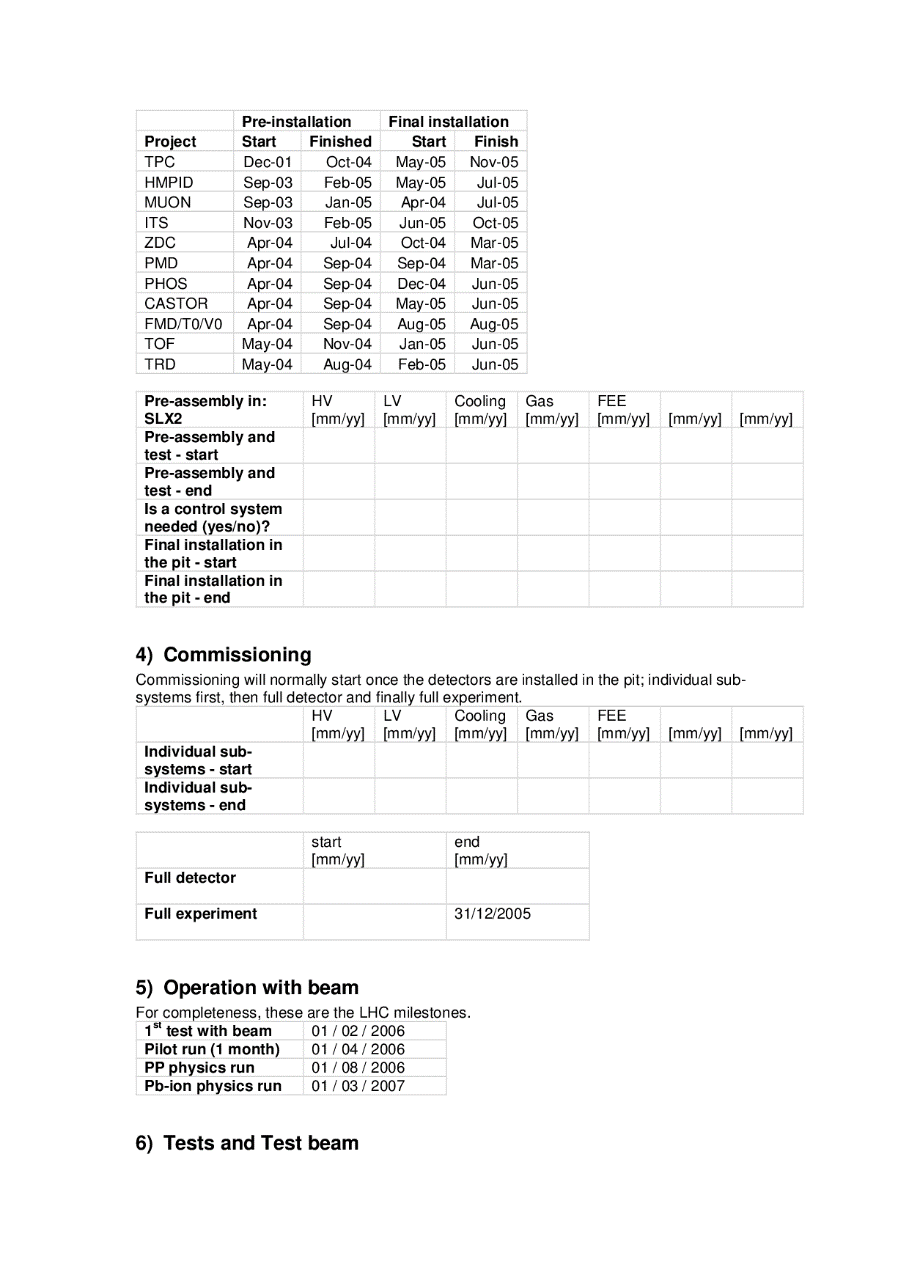 Pre-installation Final installation
Project Start Finished Start Finish
TPC Dec-01 Oct-04 May-05 Nov-05
HMPID Sep-03 Feb-05 May-05 Jul-05
MUON Sep-03 Jan-05 Apr-04 Jul-05
ITS Nov-03 Feb-05 Jun-05 Oct-05
ZDC Apr-04 Jul-04 Oct-04 Mar-05
PMD Apr-04 Sep-04 Sep-04 Mar-05
PHOS Apr-04 Sep-04 Dec-04 Jun-05
CASTOR Apr-04 Sep-04 May-05 Jun-05
FMD/T0/V0 Apr-04 Sep-04 Aug-05 Aug-05
TOF May-04 Nov-04 Jan-05 Jun-05
TRD May-04 Aug-04 Feb-05 Jun-05
Pre-assembly in: HV LV Cooling Gas FEE
SLX2 [mm/yy] [mm/yy] [mm/yy] [mm/yy] [mm/yy] [mm/yy] [mm/yy]
Pre-assembly and
test - start
Pre-assembly and
test - end
Is a control system
needed (yes/no)?
Final installation in
the pit - start
Final installation in
the pit - end
4) Commissioning
Commissioning will normally start once the detectors are installed in the pit; individual sub-
systems first, then full detector and finally full experiment.
HV LV Cooling Gas FEE
[mm/yy] [mm/yy] [mm/yy] [mm/yy] [mm/yy] [mm/yy] [mm/yy]
Individual sub-
systems - start
Individual sub-
systems - end
start end
[mm/yy] [mm/yy]
Full detector
Full experiment 31/12/2005
5) Operation with beam
For completeness, these are the LHC milestones.
1st test with beam 01 / 02 / 2006
Pilot run (1 month) 01 / 04 / 2006
PP physics run 01 / 08 / 2006
Pb-ion physics run 01 / 03 / 2007
6) Tests and Test beam